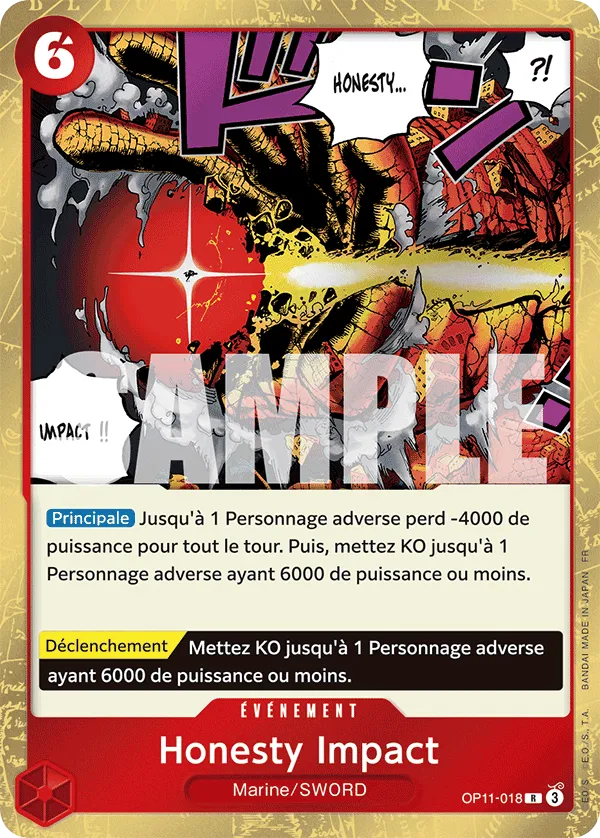 6
HONESTY...
?!
IMPACT !!
SAMPLE
Principale Jusqu'à 1 Personnage adverse perd -4000 de
puissance pour tout le tour. Puis, mettez KO jusqu'à 1
Personnage adverse ayant 6000 de puissance ou moins.
Déclenchement Mettez KO jusqu'à 1 Personnage adverse
ayant 6000 de puissance ou moins.
ÉVÉNEMENT
Honesty Impact
Marine/SWORD
OP11-018 R 3
BANDAI MADE IN JAPAN FR